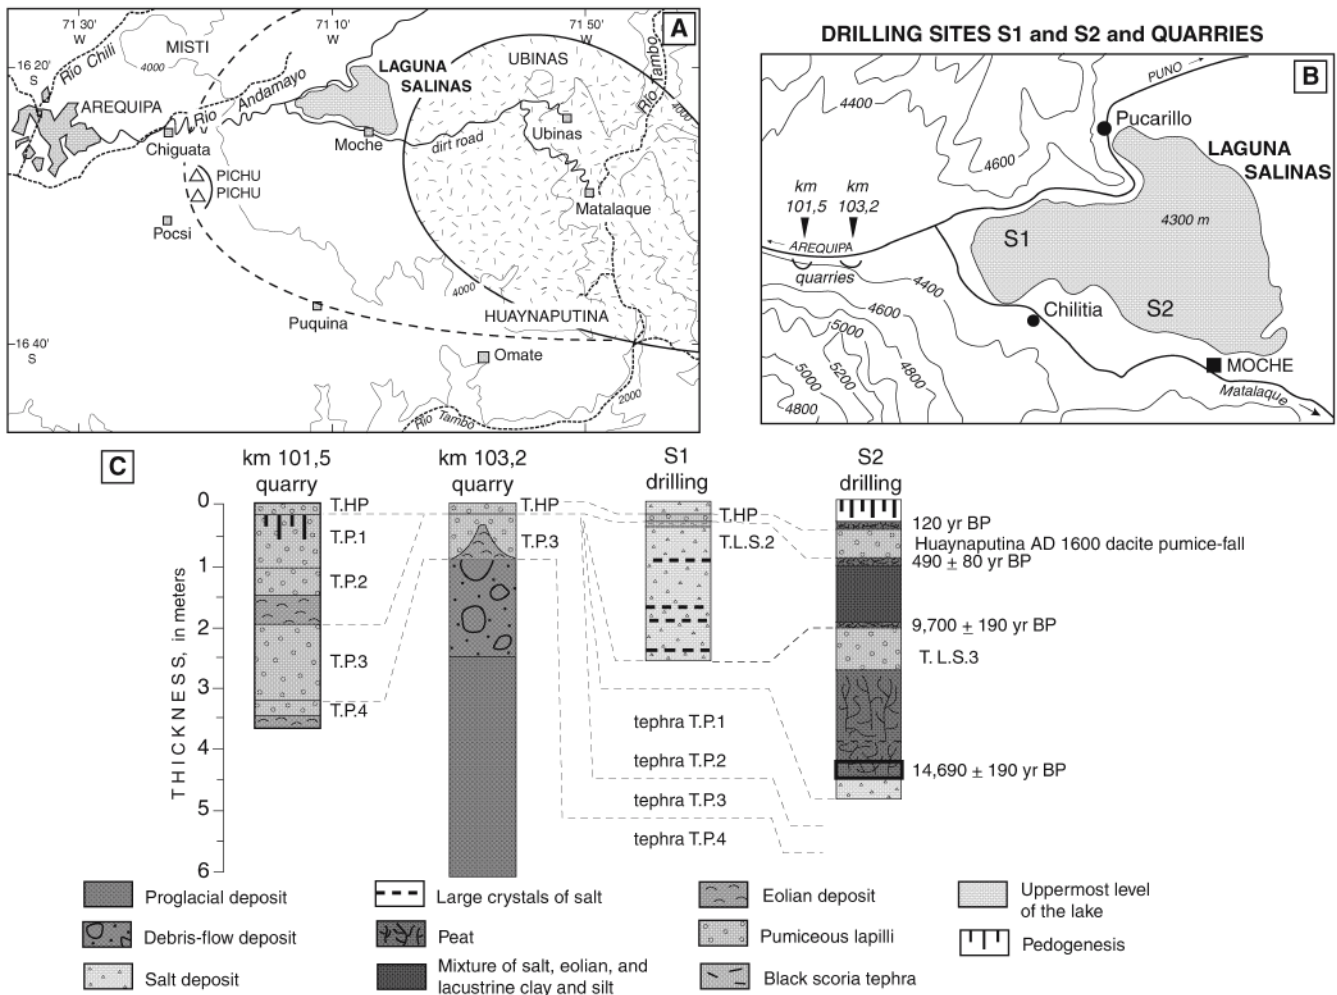 71 30'
W
71 10'
W
71 50'
W
A
16 20'
S
Rio Chili
MISTI
4000
Rio Andamayo
LAGUNA
SALINAS
UBINAS
Rio Tambo
4000
AREQUIPA
Chiguata
Moche
dirt road
Ubinas
PICHU
PICHU
Matalaque
Pocsi
4000
Puquina
HUAYNAPUTINA
16 40'
S
Omate
2000
Rio Tambo
DRILLING SITES S1 and S2 and QUARRIES
PUNO
B
4400
Pucarillo
4600
LAGUNA
SALINAS
km
101,5
km
103,2
4300 m
S1
AREQUIPA
quarries
4400
4600
Chilitia
S2
5000
4800
5000
5200
4800
MOCHE
Matalaque
C
km 101,5
quarry
km 103,2
quarry
S1
drilling
S2
drilling
THICKNESS, in meters
0
1
2
3
4
5
6
T.HP
T.P.1
T.P.2
T.P.3
T.P.4
T.HP
T.P.3
T.HP
T.L.S.2
120 yr BP
Huaynaputina AD 1600 dacite pumice-fall
490 ± 80 yr BP
9,700 ± 190 yr BP
T. L.S.3
14,690 ± 190 yr BP
tephra T.P.1
tephra T.P.2
tephra T.P.3
tephra T.P.4
Proglacial deposit
Debris-flow deposit
Salt deposit
Large crystals of salt
Peat
Mixture of salt, eolian, and
lacustrine clay and silt
Eolian deposit
Pumiceous lapilli
Black scoria tephra
Uppermost level
of the lake
Pedogenesis